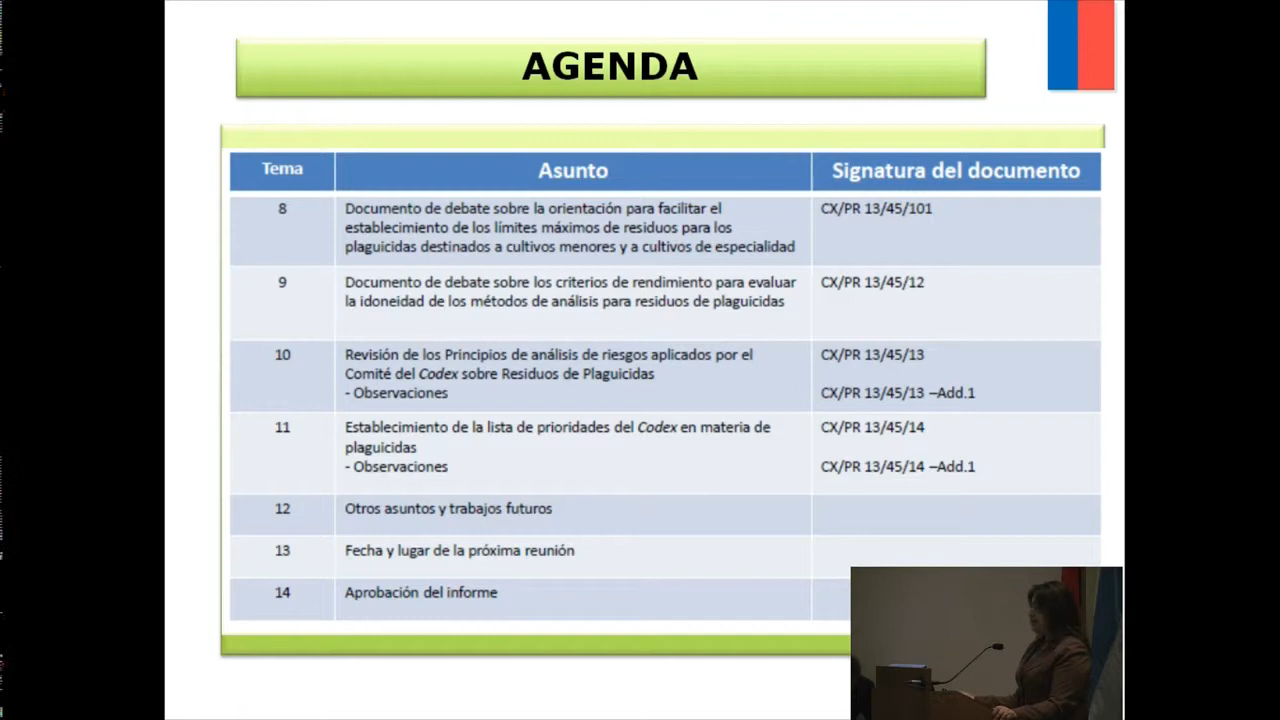 AGENDA
Tema Asunto Signatura del documento
8 Documento de debate sobre la orientación para facilitar el CX/PR 13/45/101
establecimiento de los límites máximos de residuos para los
plaguicidas destinados a cultivos menores y a cultivos de especialidad
9 Documento de debate sobre los criterios de rendimiento para evaluar CX/PR 13/45/12
la idoneidad de los métodos de análisis para residuos de plaguicidas
10 Revisión de los Principios de análisis de riesgos aplicados por el CX/PR 13/45/13
Comité del Codex sobre Residuos de Plaguicidas
- Observaciones CX/PR 13/45/13 –Add.1
11 Establecimiento de la lista de prioridades del Codex en materia de CX/PR 13/45/14
plaguicidas
- Observaciones CX/PR 13/45/14 –Add.1
12 Otros asuntos y trabajos futuros
13 Fecha y lugar de la próxima reunión
14 Aprobación del informe